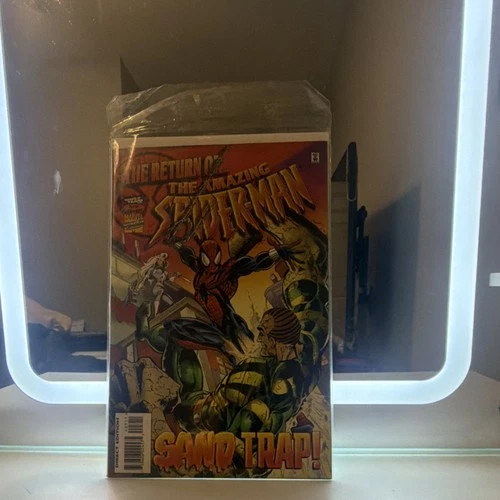 THE RETURN OF
THE AMAZING
SPIDER-MAN
SAND TRAP!